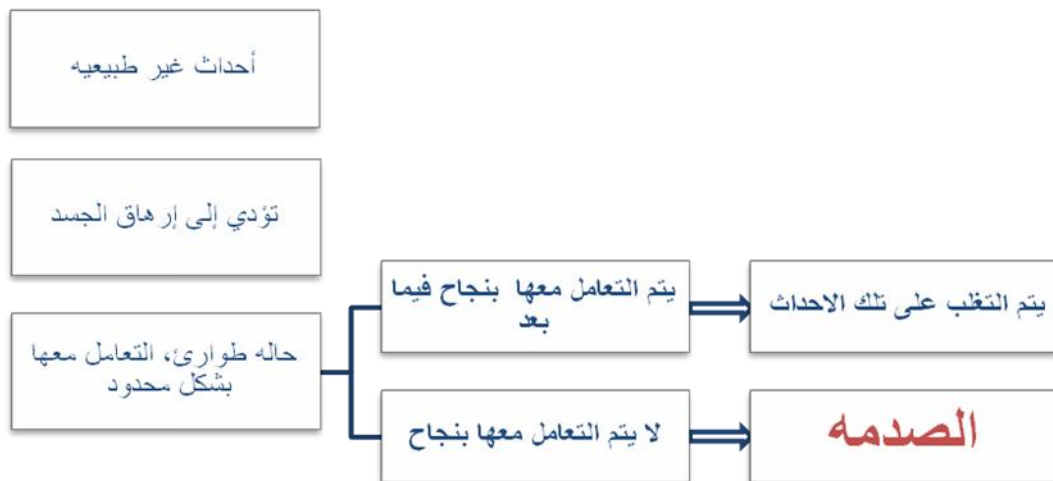 أحداث غير طبيعيه
تؤدي إلى إرهاق الجسد
حاله طوارئ، التعامل معها
بشكل محدود
يتم التعامل معها بنجاح فيما
بعد
يتم التغلب على تلك الاحداث
لا يتم التعامل معها بنجاح
الصدمه